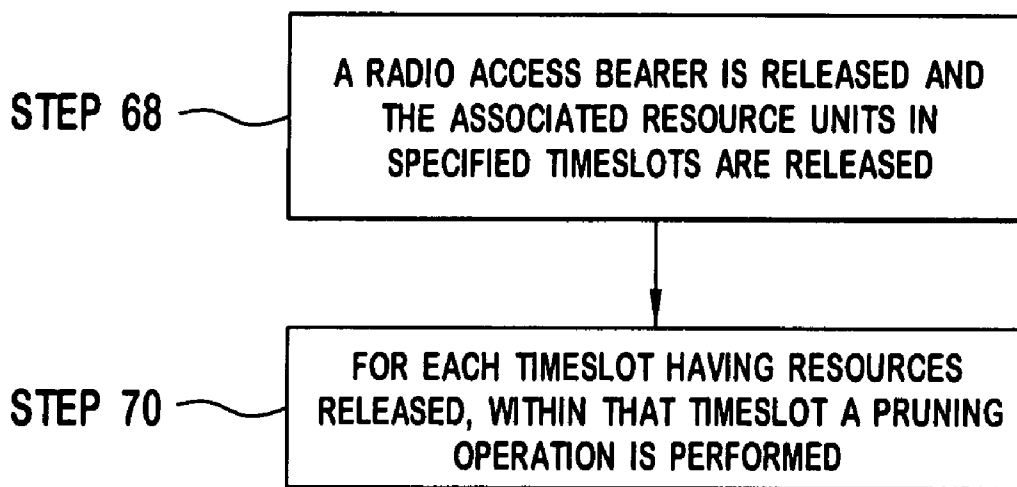 STEP 68
A RADIO ACCESS BEARER IS RELEASED AND
THE ASSOCIATED RESOURCE UNITS IN
SPECIFIED TIMESLOTS ARE RELEASED
STEP 70
FOR EACH TIMESLOT HAVING RESOURCES
RELEASED, WITHIN THAT TIMESLOT A PRUNING
OPERATION IS PERFORMED